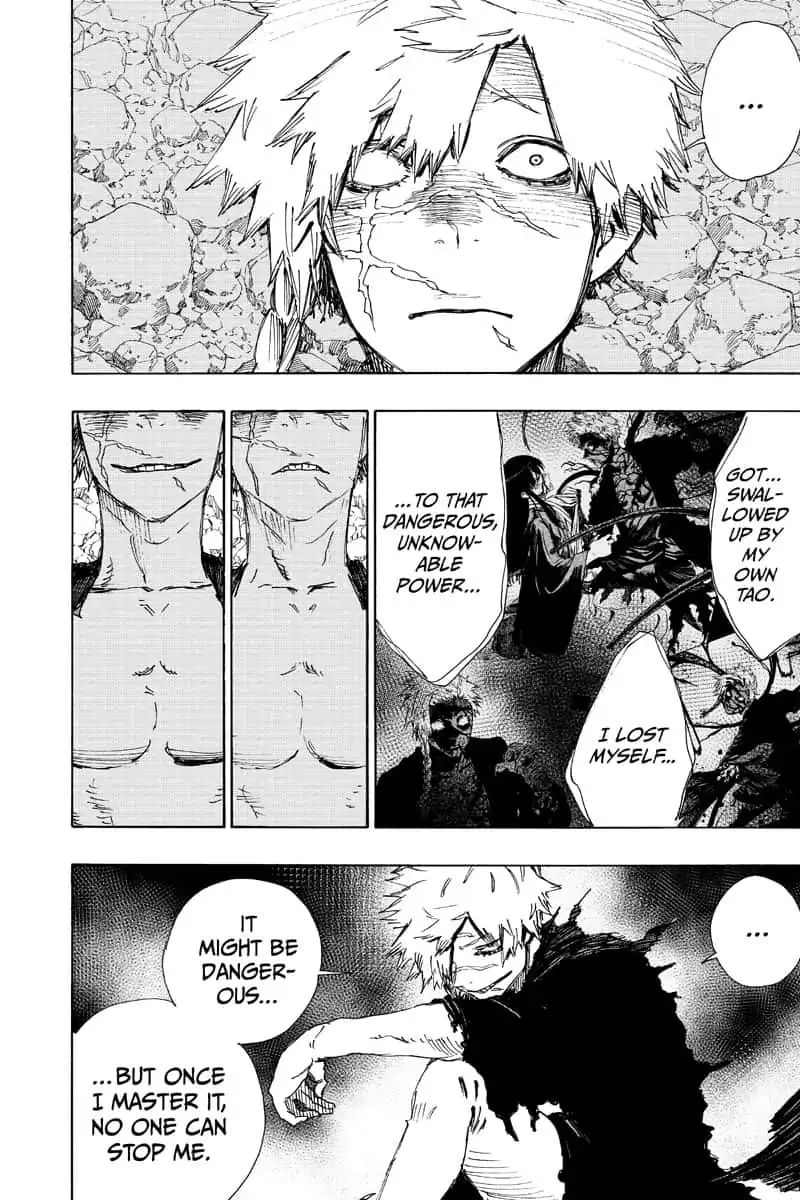 ...
GOT...
SWAL-
LOWED
UP BY
MY
OWN
TAO.
I LOST
MYSELF...
...TO THAT
DANGEROUS,
UNKNOW-
ABLE
POWER...
...
IT
MIGHT BE
DANGER-
OUS...
...BUT ONCE
I MASTER IT,
NO ONE CAN
STOP ME.